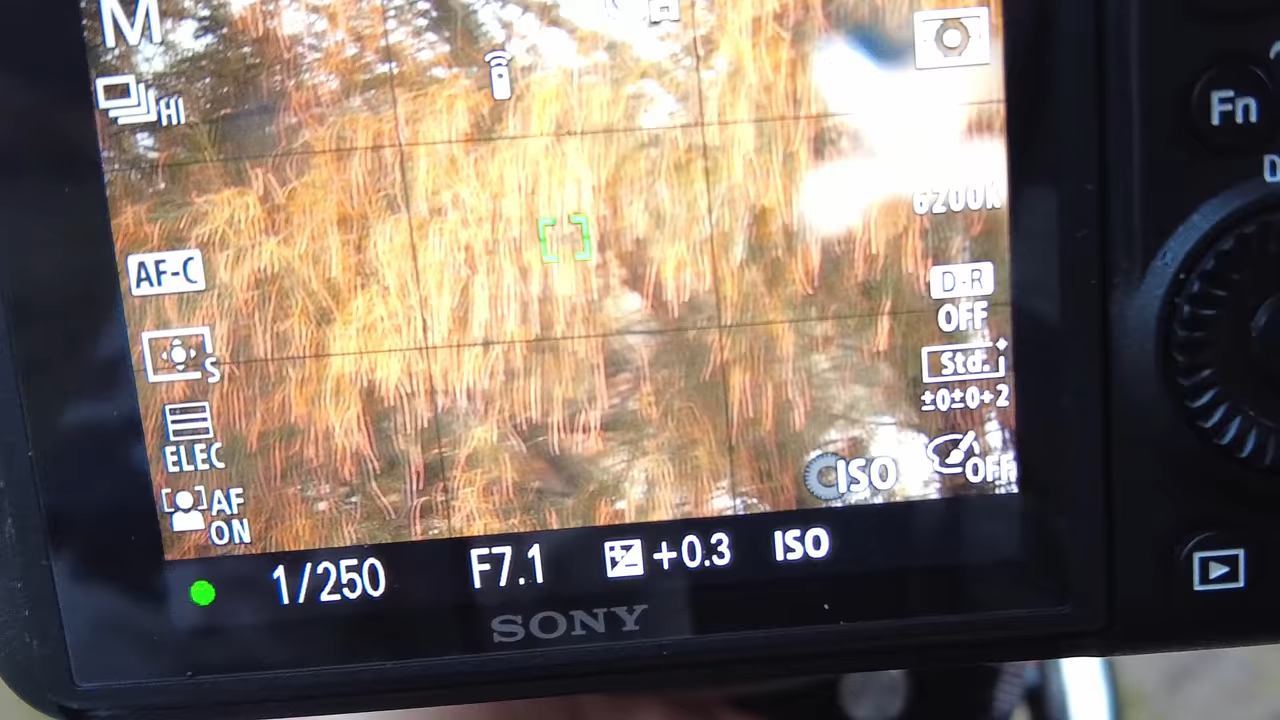 M
HI
Fn
6200K
AF-C
D-R
OFF
S
Std.
±0±0+2
ELEC
ISO
OFF
AF
ON
1/250 F7.1 +0.3 ISO
SONY